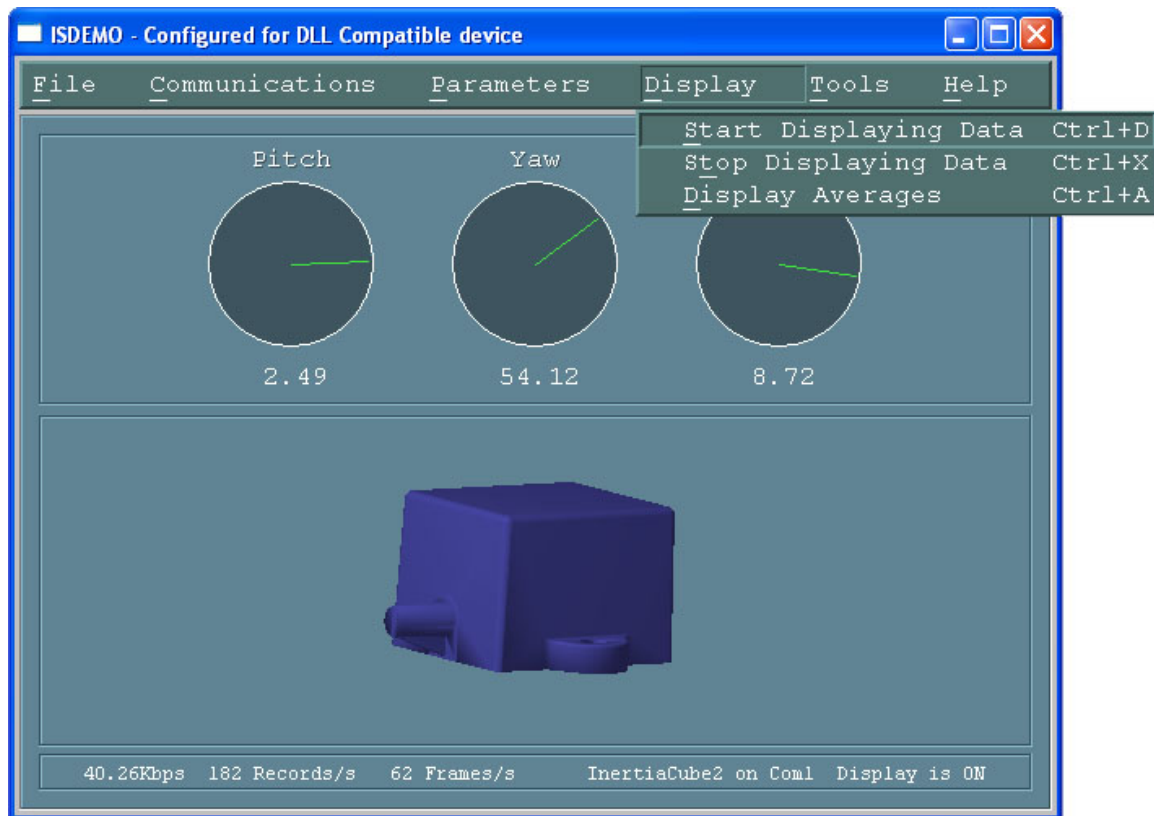 ISDEMO - Configured for DLL Compatible device
File Communications Parameters Display Tools Help
Start Displaying Data Ctrl+D
Stop Displaying Data Ctrl+X
Display Averages Ctrl+A
Pitch Yaw
2.49 54.12 8.72
40.26Kbps 182 Records/s 62 Frames/s InertiaCube2 on Com1 Display is ON